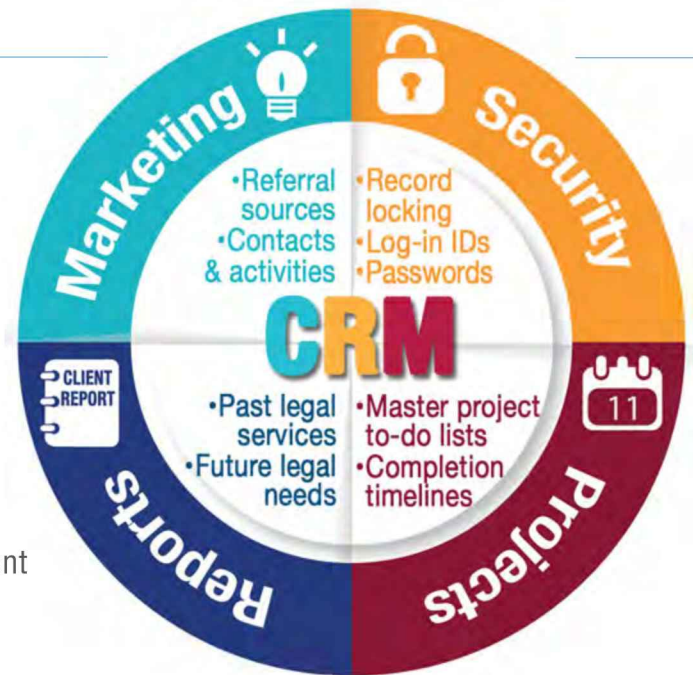 Marketing
•Referral
sources
•Contacts
& activities
Security
•Record
locking
•Log-in IDs
•Passwords
CRM
CLIENT
REPORT
•Past legal
services
•Future legal
needs
Reports
•Master project
to-do lists
•Completion
timelines
11
Projects
nt